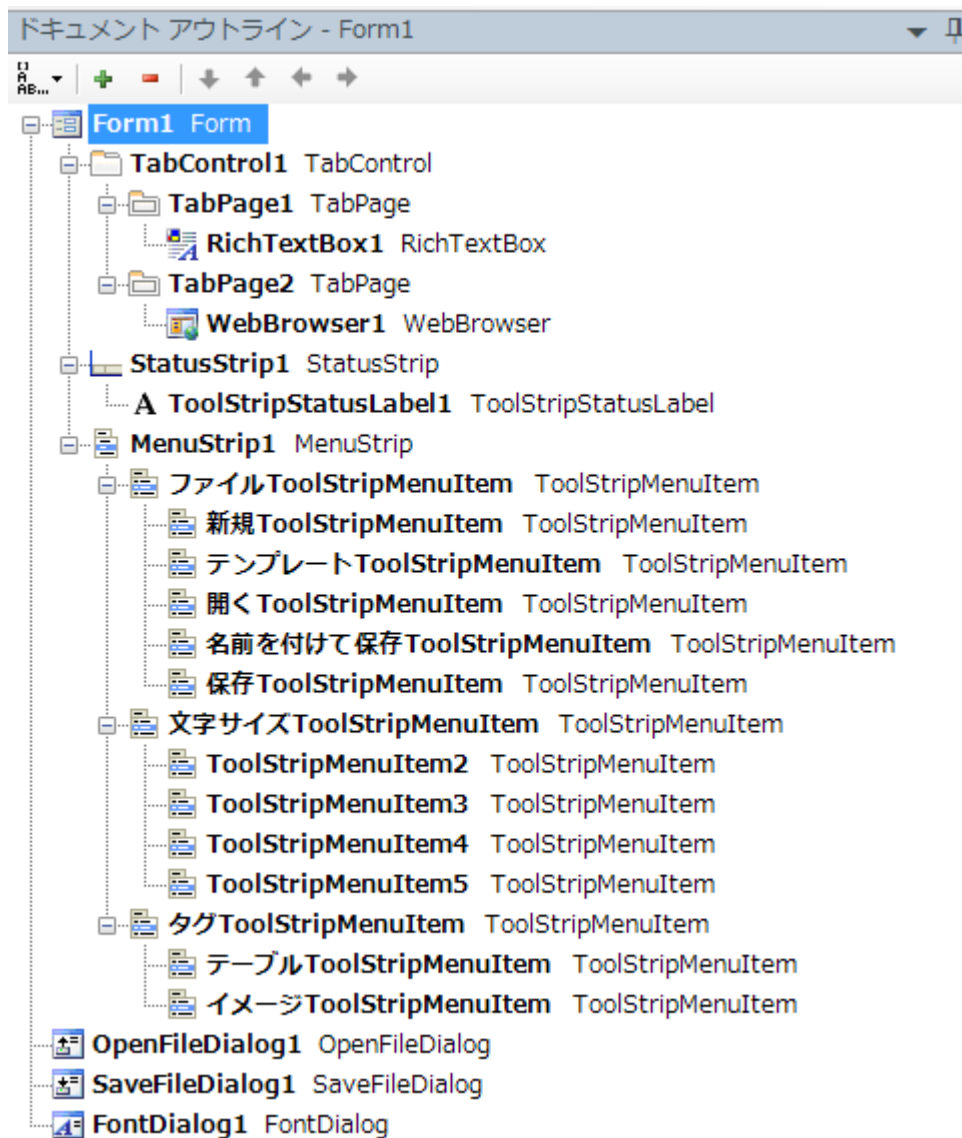 ドキュメント アウトライン - Form1
Form1 Form
TabControl1 TabControl
TabPage1 TabPage
RichTextBox1 RichTextBox
TabPage2 TabPage
WebBrowser1 WebBrowser
StatusStrip1 StatusStrip
A ToolStripStatusLabel1 ToolStripStatusLabel
MenuStrip1 MenuStrip
ファイルToolStripMenuItem ToolStripMenuItem
新規ToolStripMenuItem ToolStripMenuItem
テンプレートToolStripMenuItem ToolStripMenuItem
開くToolStripMenuItem ToolStripMenuItem
名前を付けて保存ToolStripMenuItem ToolStripMenuItem
保存ToolStripMenuItem ToolStripMenuItem
文字サイズToolStripMenuItem ToolStripMenuItem
ToolStripMenuItem2 ToolStripMenuItem
ToolStripMenuItem3 ToolStripMenuItem
ToolStripMenuItem4 ToolStripMenuItem
ToolStripMenuItem5 ToolStripMenuItem
タグToolStripMenuItem ToolStripMenuItem
テーブルToolStripMenuItem ToolStripMenuItem
イメージToolStripMenuItem ToolStripMenuItem
OpenFileDialog1 OpenFileDialog
SaveFileDialog1 SaveFileDialog
FontDialog1 FontDialog